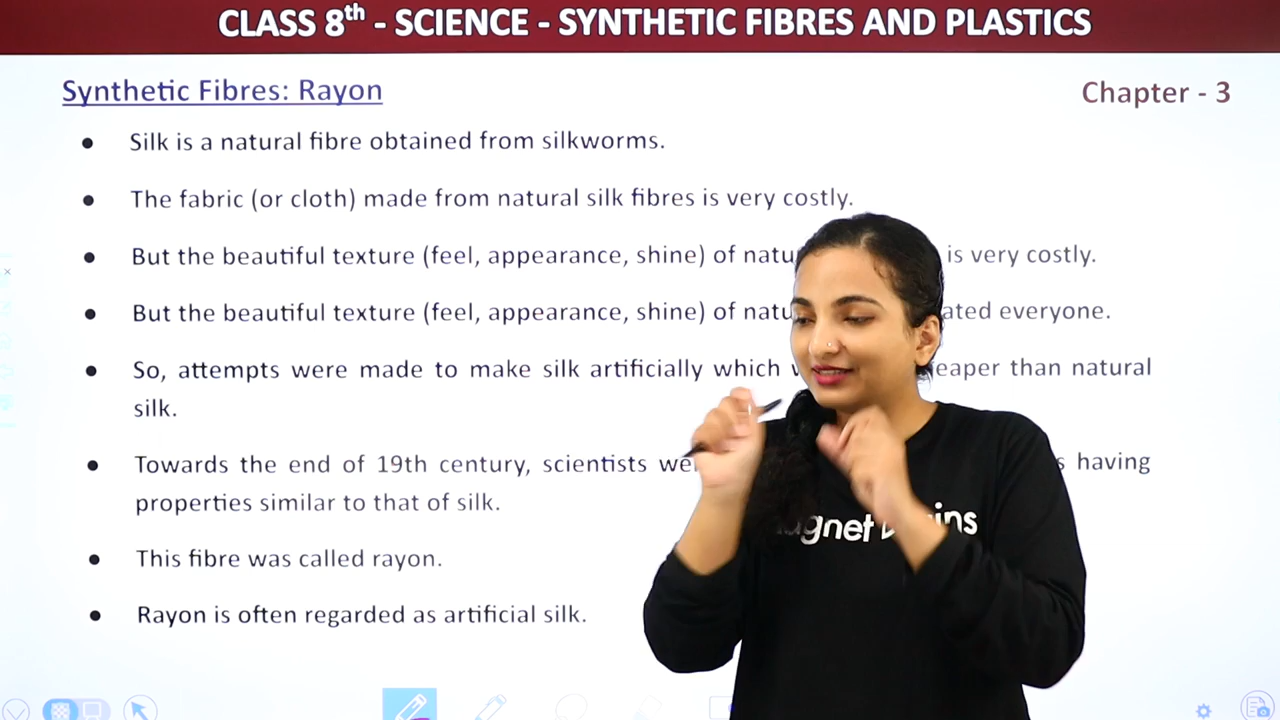 CLASS 8th - SCIENCE - SYNTHETIC FIBRES AND PLASTICS
Synthetic Fibres: Rayon
Chapter - 3
● Silk is a natural fibre obtained from silkworms.
● The fabric (or cloth) made from natural silk fibres is very costly.
● But the beautiful texture (feel, appearance, shine) of is very costly.
● But the beautiful texture (feel, appearance, shine) of everyone.
● So, attempts were made to make silk artificially which than natural
silk.
● Towards the end of 19th century, scientists having
properties similar to that of silk.
● This fibre was called rayon.
● Rayon is often regarded as artificial silk.